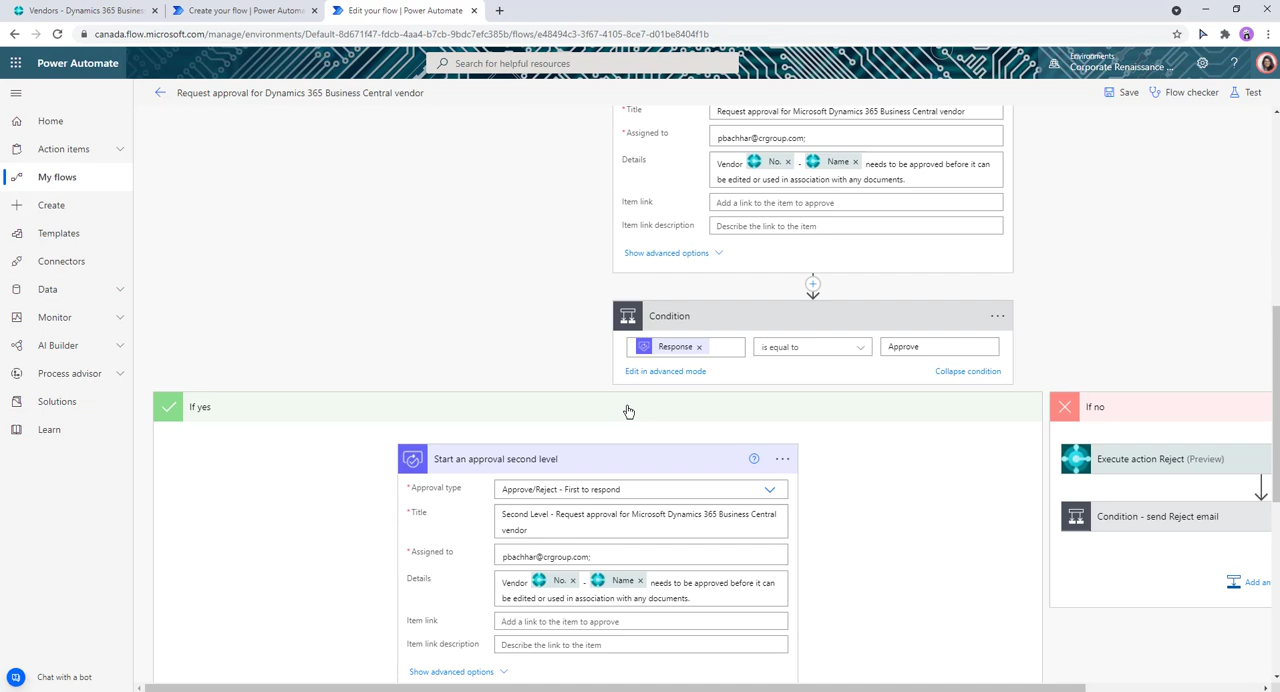 Vendors - Dynamics 365 Business
Create your flow | Power Automa
Edit your flow | Power Automate
canada.flow.microsoft.com/manage/environments/Default-8d671f47-fdcb-4aa4-b7cb-9bdc7efc385b/flows/e48494c3-3f67-4105-8ce7-d01be8404f1b
Power Automate
Search for helpful resources
Environments
Corporate Renaissance ...
Request approval for Dynamics 365 Business Central vendor
Save
Flow checker
Test
Home
Action items
My flows
Create
Templates
Connectors
Data
Monitor
AI Builder
Process advisor
Solutions
Learn
Chat with a bot
* Title
Request approval for Microsoft Dynamics 365 Business Central vendor
* Assigned to
pbachhar@crgroup.com;
Details
Vendor No. × - Name × needs to be approved before it can
be edited or used in association with any documents.
Item link
Add a link to the item to approve
Item link description
Describe the link to the item
Show advanced options
Condition
Response ×
is equal to
Approve
Edit in advanced mode
Collapse condition
If yes
Start an approval second level
* Approval type
Approve/Reject - First to respond
* Title
Second Level - Request approval for Microsoft Dynamics 365 Business Central
vendor
* Assigned to
pbachhar@crgroup.com;
Details
Vendor No. × - Name × needs to be approved before it can
be edited or used in association with any documents.
Item link
Add a link to the item to approve
Item link description
Describe the link to the item
Show advanced options
If no
Execute action Reject (Preview)
Condition - send Reject email
Add an